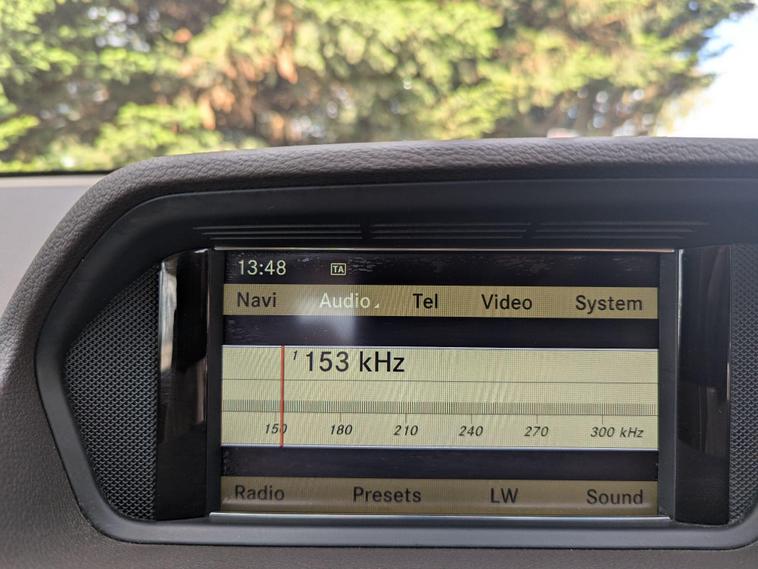 13:48 TA
Navi Audio Tel Video System
1 153 kHz
150 180 210 240 270 300 kHz
Radio Presets LW Sound